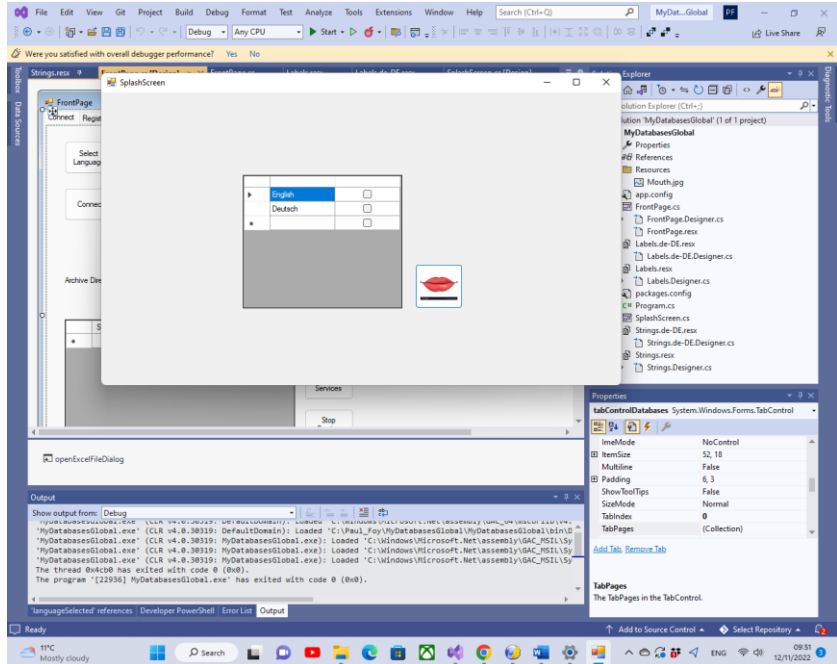 File Edit View Git Project Build Debug Format Test Analyze Tools Extensions Window Help Search (Ctrl+Q) MyDat...Global PF
Debug Any CPU Start Live Share
Were you satisfied with overall debugger performance? Yes No
Strings.resx
SplashScreen
Explorer
Toolbox
Data Sources
Diagnostic Tools
FrontPage
Connect
Select
Connec
Archive Dire
English
Deutsch
Services
Stop
openExcelFileDialog
olution Explorer (Ctrl+;)
lution 'MyDatabasesGlobal' (1 of 1 project)
MyDatabasesGlobal
Properties
References
Resources
Mouth.jpg
app.config
FrontPage.cs
FrontPage.Designer.cs
FrontPage.resx
Labels.de-DE.resx
Labels.de-DE.Designer.cs
Labels.resx
Labels.Designer.cs
packages.config
Program.cs
SplashScreen.cs
Strings.de-DE.resx
Strings.de-DE.Designer.cs
Strings.resx
Strings.Designer.cs
Properties
tabControlDatabases System.Windows.Forms.TabControl
ImeMode NoControl
ItemSize 52, 18
Multiline False
Padding 6, 3
ShowToolTips False
SizeMode Normal
TabIndex 0
TabPages (Collection)
Add Tab, Remove Tab
TabPages
The TabPages in the TabControl.
Output
Show output from: Debug
'MyDatabasesGlobal.exe' (CLR v4.0.30319: DefaultDomain): Loaded 'C:\Paul_Foy\MyDatabasesGlobal\MyDatabasesGlobal\bin\D
'MyDatabasesGlobal.exe' (CLR v4.0.30319: MyDatabasesGlobal.exe): Loaded 'C:\Windows\Microsoft.Net\assembly\GAC_MSIL\Sy
'MyDatabasesGlobal.exe' (CLR v4.0.30319: MyDatabasesGlobal.exe): Loaded 'C:\Windows\Microsoft.Net\assembly\GAC_MSIL\Sy
'MyDatabasesGlobal.exe' (CLR v4.0.30319: MyDatabasesGlobal.exe): Loaded 'C:\Windows\Microsoft.Net\assembly\GAC_MSIL\Sy
The thread 0x4cb0 has exited with code 0 (0x0).
The program '[22936] MyDatabasesGlobal.exe' has exited with code 0 (0x0).
'languageSelected' references Developer PowerShell Error List Output
Ready Add to Source Control Select Repository
11°C
Mostly cloudy
Search
ENG
09:51
12/11/2022